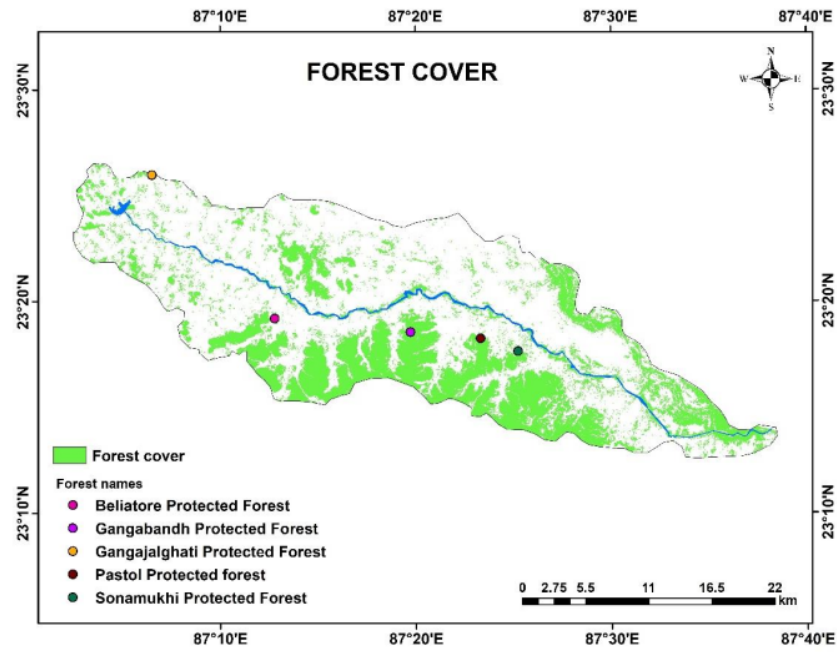 87°10'E 87°20'E 87°30'E 87°40'E
FOREST COVER
N
W E
S
23°30'N 23°30'N
23°20'N 23°20'N
23°10'N 23°10'N
Forest cover
Forest names
Beliatore Protected Forest
Gangabandh Protected Forest
Gangajalghati Protected Forest
Pastol Protected forest
Sonamukhi Protected Forest
0 2.75 5.5 11 16.5 22
km
87°10'E 87°20'E 87°30'E 87°40'E